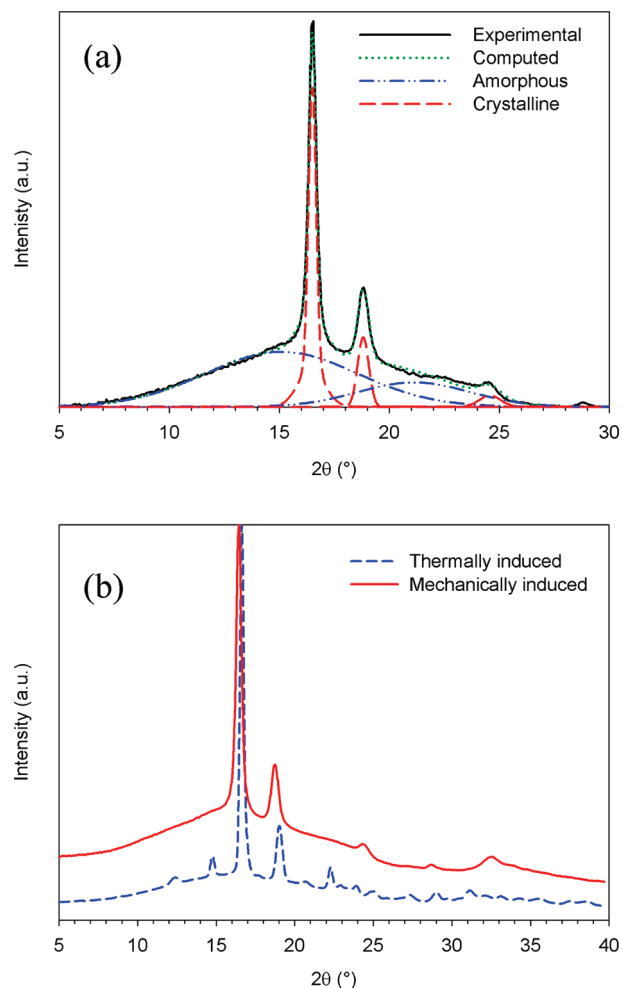 (a)
Experimental
Computed
Amorphous
Crystalline
Intenisty (a.u.)
5 10 15 20 25 30
2θ (°)
(b)
Thermally induced
Mechanically induced
Intensity (a.u.)
5 10 15 20 25 30 35 40
2θ (°)